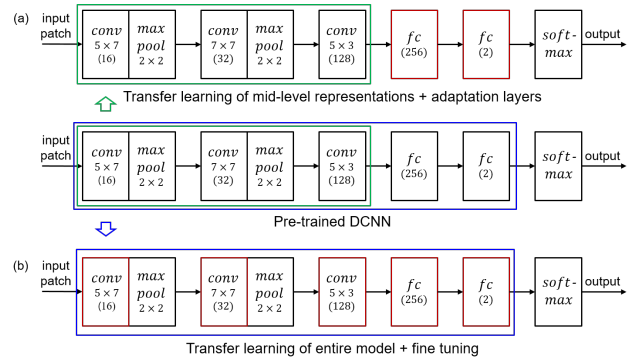 (a)
input
patch
conv
5 × 7
(16)
max
pool
2 × 2
conv
7 × 7
(32)
max
pool
2 × 2
conv
5 × 3
(128)
fc
(256)
fc
(2)
soft-
max
output
Transfer learning of mid-level representations + adaptation layers
input
patch
conv
5 × 7
(16)
max
pool
2 × 2
conv
7 × 7
(32)
max
pool
2 × 2
conv
5 × 3
(128)
fc
(256)
fc
(2)
soft-
max
output
Pre-trained DCNN
(b)
input
patch
conv
5 × 7
(16)
max
pool
2 × 2
conv
7 × 7
(32)
max
pool
2 × 2
conv
5 × 3
(128)
fc
(256)
fc
(2)
soft-
max
output
Transfer learning of entire model + fine tuning